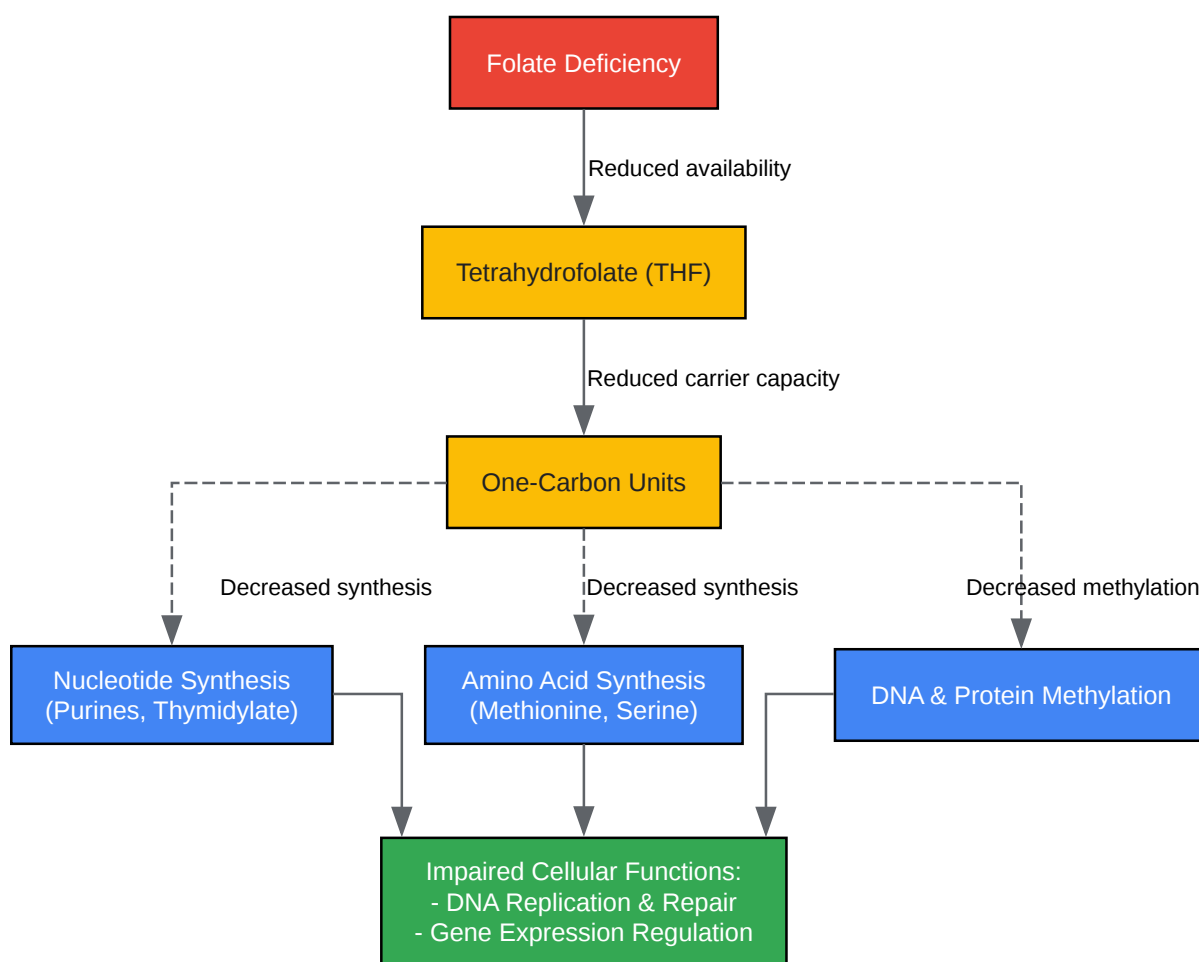 Folate Deficiency
Reduced availability
Tetrahydrofolate (THF)
Reduced carrier capacity
One-Carbon Units
Decreased synthesis
Decreased synthesis
Decreased methylation
Nucleotide Synthesis
(Purines, Thymidylate)
Amino Acid Synthesis
(Methionine, Serine)
DNA & Protein Methylation
Impaired Cellular Functions:
- DNA Replication & Repair
- Gene Expression Regulation